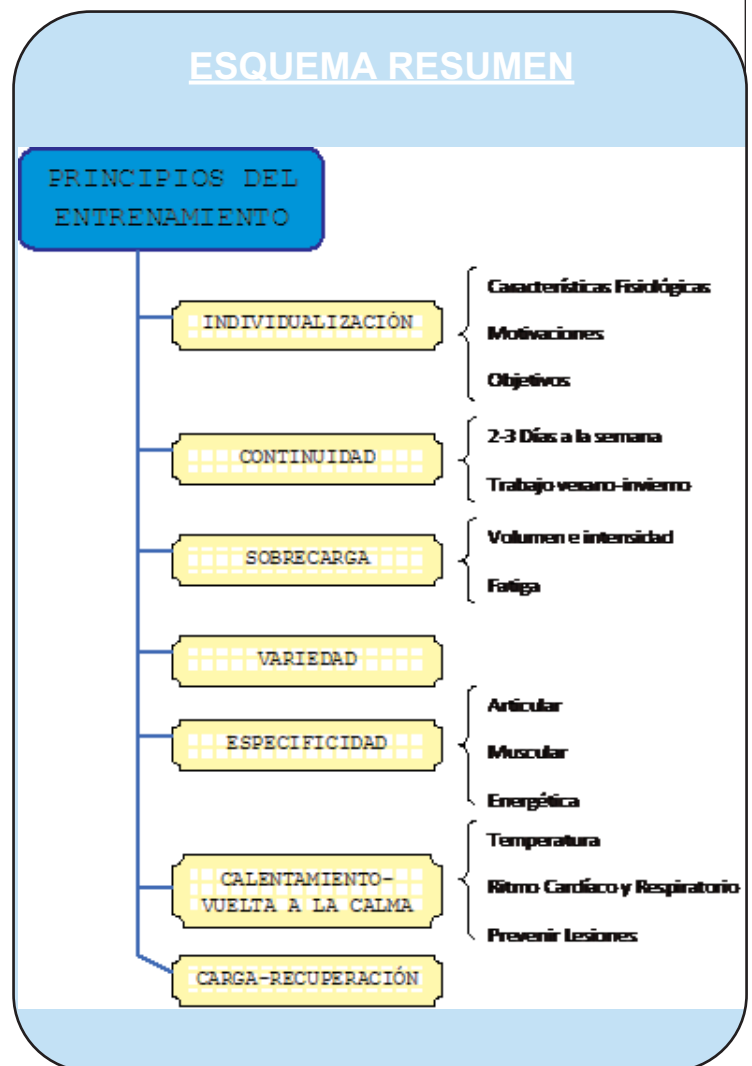 ESQUEMA RESUMEN
PRINCIPIOS DEL
ENTRENAMIENTO
INDIVIDUALIZACIÓN
Características Fisiológicas
Motivaciones
Objetivos
CONTINUIDAD
2-3 Días a la semana
Trabajo verano-invierno
SOBRECARGA
Volumen e intensidad
Fatiga
VARIEDAD
ESPECIFICIDAD
Articular
Muscular
Energética
CALENTAMIENTO-
VUELTA A LA CALMA
Temperatura
Ritmo Cardíaco y Respiratorio
Prevenir Lesiones
CARGA-RECUPERACIÓN